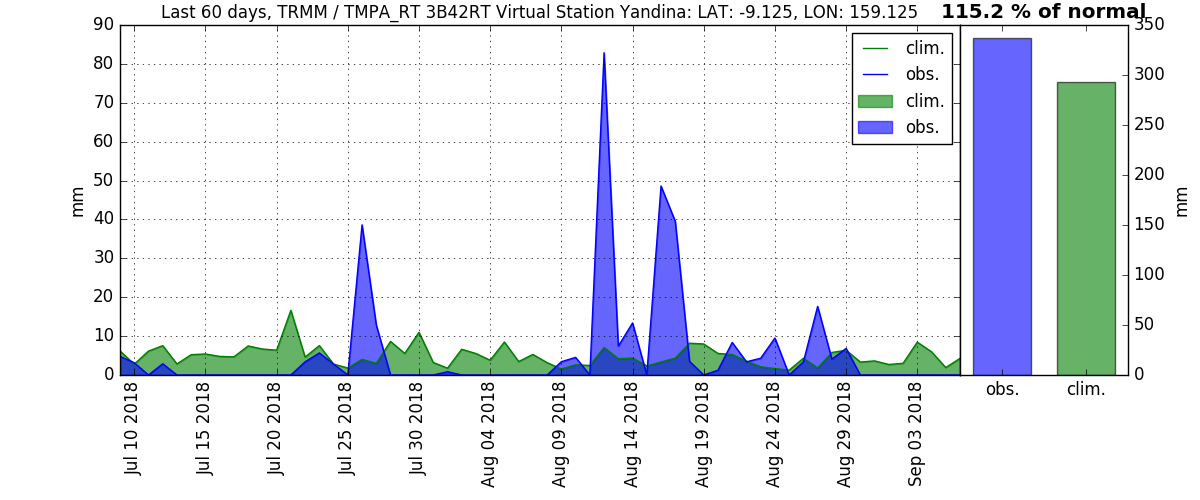 Last 60 days, TRMM / TMPA_RT 3B42RT Virtual Station Yandina: LAT: -9.125, LON: 159.125
115.2 % of normal
90
80
70
60
50
40
30
20
10
0
mm
clim.
obs.
clim.
obs.
350
300
250
200
150
100
50
0
mm
obs.
clim.
Jul 10 2018
Jul 15 2018
Jul 20 2018
Jul 25 2018
Jul 30 2018
Aug 04 2018
Aug 09 2018
Aug 14 2018
Aug 19 2018
Aug 24 2018
Aug 29 2018
Sep 03 2018